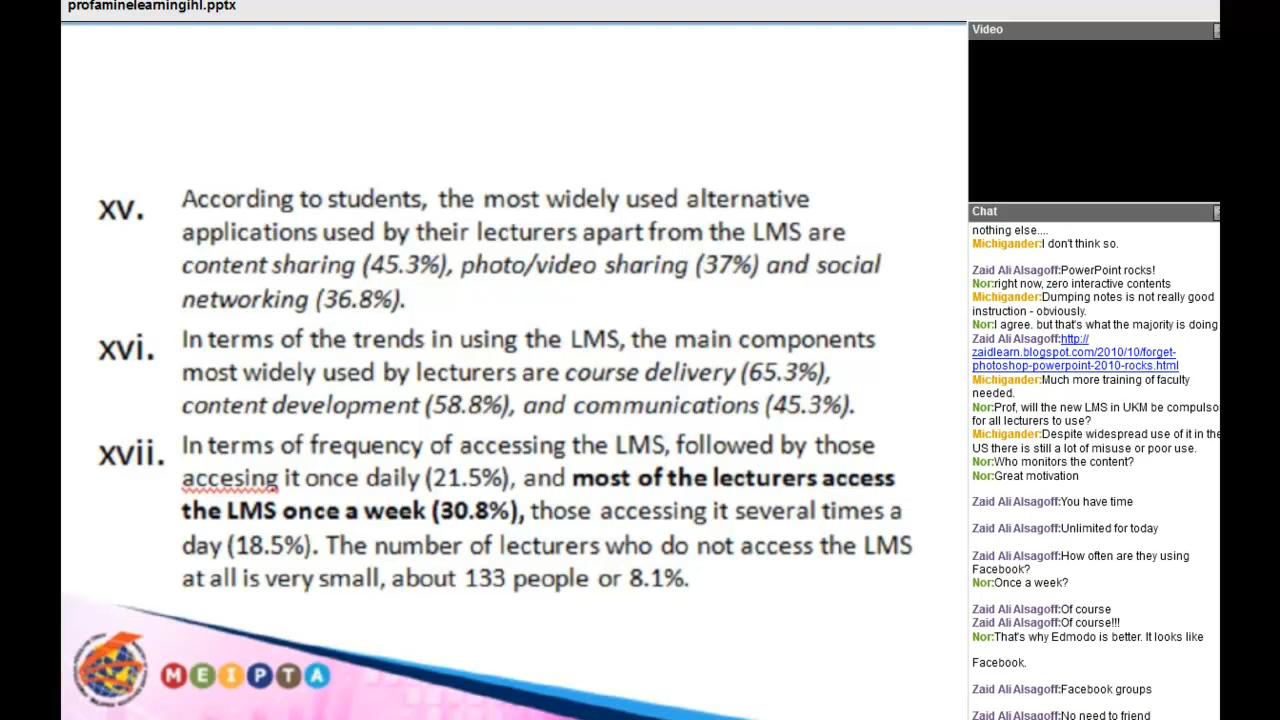 profaminelearningihl.pptx
xv. According to students, the most widely used alternative
applications used by their lecturers apart from the LMS are
content sharing (45.3%), photo/video sharing (37%) and social
networking (36.8%).
xvi. In terms of the trends in using the LMS, the main components
most widely used by lecturers are course delivery (65.3%),
content development (58.8%), and communications (45.3%).
xvii. In terms of frequency of accessing the LMS, followed by those
accesing it once daily (21.5%), and most of the lecturers access
the LMS once a week (30.8%), those accessing it several times a
day (18.5%). The number of lecturers who do not access the LMS
at all is very small, about 133 people or 8.1%.
MEIPTA
Video
Chat
nothing else....
Michigander:I don't think so.
Zaid Ali Alsagoff:PowerPoint rocks!
Nor:right now, zero interactive contents
Michigander:Dumping notes is not really good
instruction - obviously.
Nor:I agree. but that's what the majority is doing
Zaid Ali Alsagoff:http://
zaidlearn.blogspot.com/2010/10/forget-
photoshop-powerpoint-2010-rocks.html
Michigander:Much more training of faculty
needed.
Nor:Prof, will the new LMS in UKM be compulso
for all lecturers to use?
Michigander:Despite widespread use of it in the
US there is still a lot of misuse or poor use.
Nor:Who monitors the content?
Nor:Great motivation
Zaid Ali Alsagoff:You have time
Zaid Ali Alsagoff:Unlimited for today
Zaid Ali Alsagoff:How often are they using
Facebook?
Nor:Once a week?
Zaid Ali Alsagoff:Of course
Zaid Ali Alsagoff:Of course!!!
Nor:That's why Edmodo is better. It looks like
Facebook.
Zaid Ali Alsagoff:Facebook groups
Zaid Ali Alsagoff:No need to friend